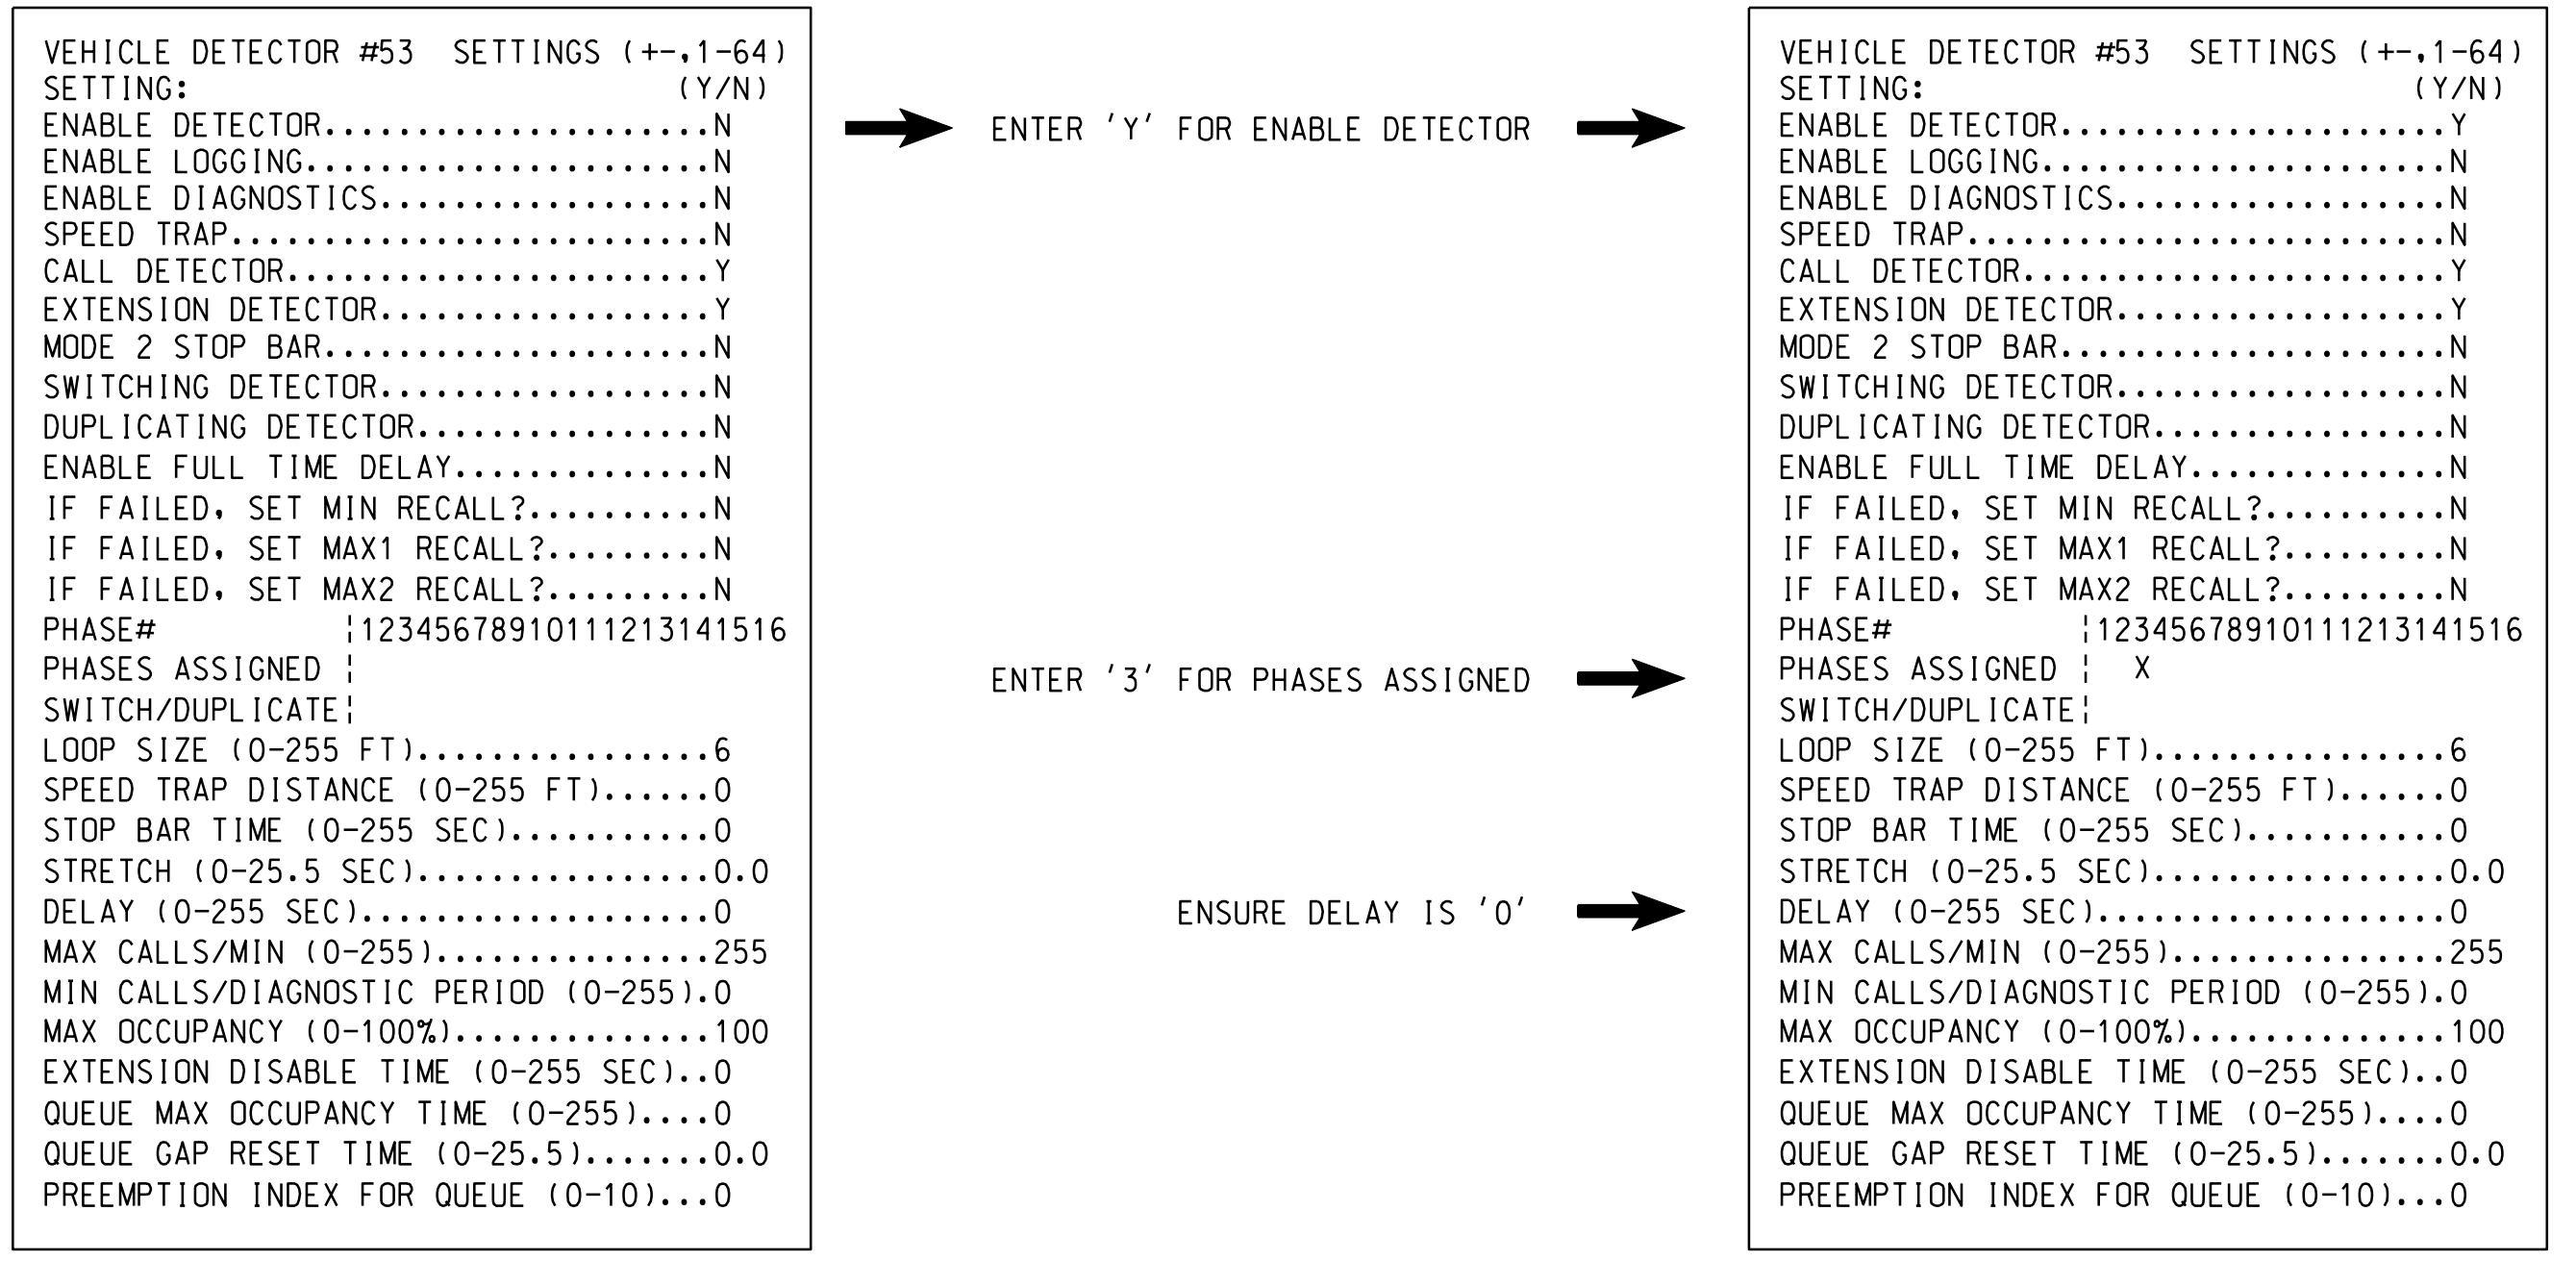 VEHICLE DETECTOR #53  SETTINGS (+-,1-64)
SETTING:                          (Y/N)
ENABLE DETECTOR.....................N
ENABLE LOGGING......................N
ENABLE DIAGNOSTICS..................N
SPEED TRAP..........................N
CALL DETECTOR.......................Y
EXTENSION DETECTOR..................Y
MODE 2 STOP BAR.....................N
SWITCHING DETECTOR..................N
DUPLICATING DETECTOR................N
ENABLE FULL TIME DELAY..............N
IF FAILED, SET MIN RECALL?..........N
IF FAILED, SET MAX1 RECALL?.........N
IF FAILED, SET MAX2 RECALL?.........N
PHASE#          |12345678910111213141516
PHASES ASSIGNED |
SWITCH/DUPLICATE|
LOOP SIZE (0-255 FT)................6
SPEED TRAP DISTANCE (0-255 FT)......0
STOP BAR TIME (0-255 SEC)...........0
STRETCH (0-25.5 SEC)................0.0
DELAY (0-255 SEC)...................0
MAX CALLS/MIN (0-255)...............255
MIN CALLS/DIAGNOSTIC PERIOD (0-255).0
MAX OCCUPANCY (0-100%)..............100
EXTENSION DISABLE TIME (0-255 SEC)..0
QUEUE MAX OCCUPANCY TIME (0-255)....0
QUEUE GAP RESET TIME (0-25.5).......0.0
PREEMPTION INDEX FOR QUEUE (0-10)...0
ENTER 'Y' FOR ENABLE DETECTOR
ENTER '3' FOR PHASES ASSIGNED
ENSURE DELAY IS '0'
VEHICLE DETECTOR #53  SETTINGS (+-,1-64)
SETTING:                          (Y/N)
ENABLE DETECTOR.....................Y
ENABLE LOGGING......................N
ENABLE DIAGNOSTICS..................N
SPEED TRAP..........................N
CALL DETECTOR.......................Y
EXTENSION DETECTOR..................Y
MODE 2 STOP BAR.....................N
SWITCHING DETECTOR..................N
DUPLICATING DETECTOR................N
ENABLE FULL TIME DELAY..............N
IF FAILED, SET MIN RECALL?..........N
IF FAILED, SET MAX1 RECALL?.........N
IF FAILED, SET MAX2 RECALL?.........N
PHASE#          |12345678910111213141516
PHASES ASSIGNED |  X
SWITCH/DUPLICATE|
LOOP SIZE (0-255 FT)................6
SPEED TRAP DISTANCE (0-255 FT)......0
STOP BAR TIME (0-255 SEC)...........0
STRETCH (0-25.5 SEC)................0.0
DELAY (0-255 SEC)...................0
MAX CALLS/MIN (0-255)...............255
MIN CALLS/DIAGNOSTIC PERIOD (0-255).0
MAX OCCUPANCY (0-100%)..............100
EXTENSION DISABLE TIME (0-255 SEC)..0
QUEUE MAX OCCUPANCY TIME (0-255)....0
QUEUE GAP RESET TIME (0-25.5).......0.0
PREEMPTION INDEX FOR QUEUE (0-10)...0